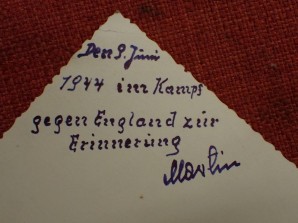 Den 9. Juni
1944 im Kampf
gegen England zur
Erinnerung
Martin